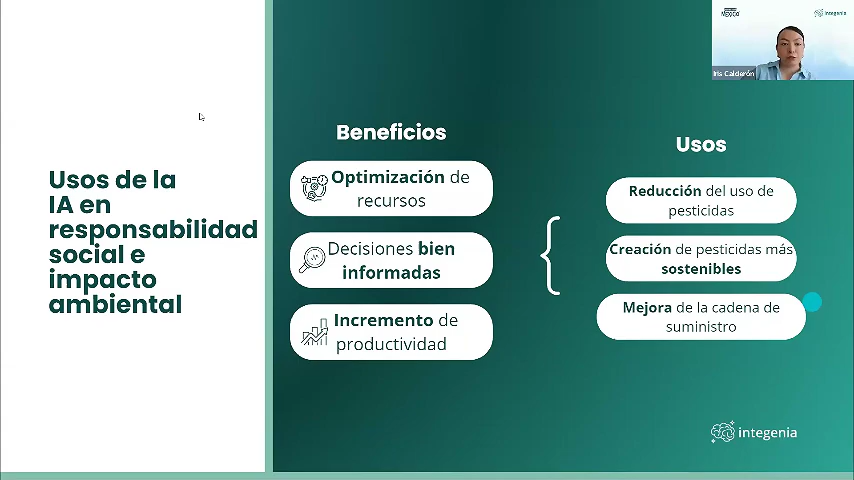 MÉXICO
integenia
Iris Calderón
Usos de la
IA en
responsabilidad
social e
impacto
ambiental
Beneficios
Optimización de
recursos
Decisiones bien
informadas
Incremento de
productividad
Usos
Reducción del uso de
pesticidas
Creación de pesticidas más
sostenibles
Mejora de la cadena de
suministro
integenia